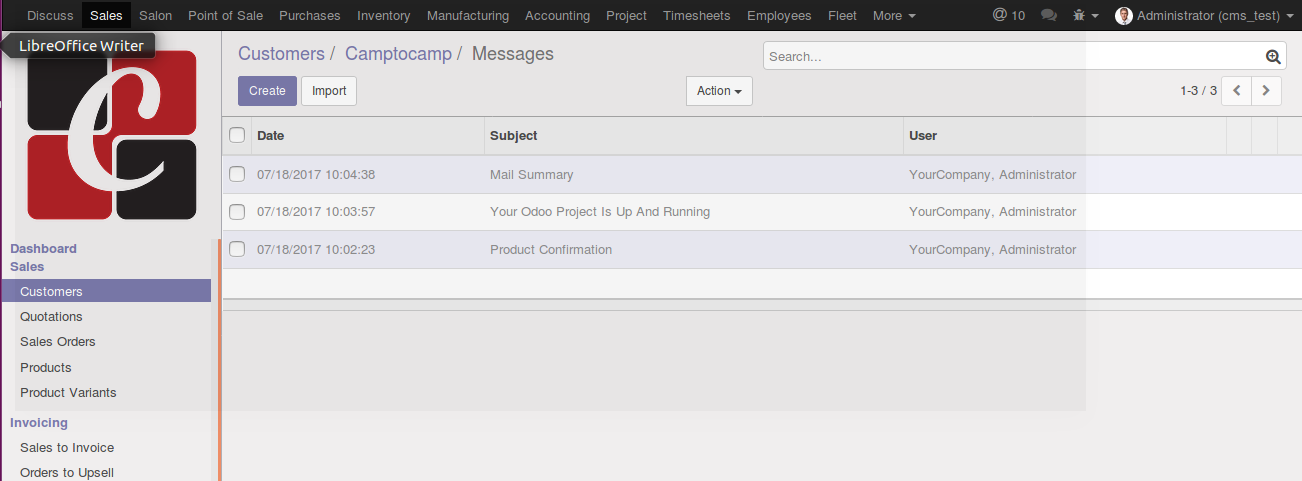 Discuss Sales Salon Point of Sale Purchases Inventory Manufacturing Accounting Project Timesheets Employees Fleet More @ 10 Administrator (cms_test)
LibreOffice Writer
C
Customers / Camptocamp / Messages
Search...
Create Import Action 1-3 / 3
Date Subject User
07/18/2017 10:04:38 Mail Summary YourCompany, Administrator
07/18/2017 10:03:57 Your Odoo Project Is Up And Running YourCompany, Administrator
07/18/2017 10:02:23 Product Confirmation YourCompany, Administrator
Dashboard
Sales
Customers
Quotations
Sales Orders
Products
Product Variants
Invoicing
Sales to Invoice
Orders to Upsell